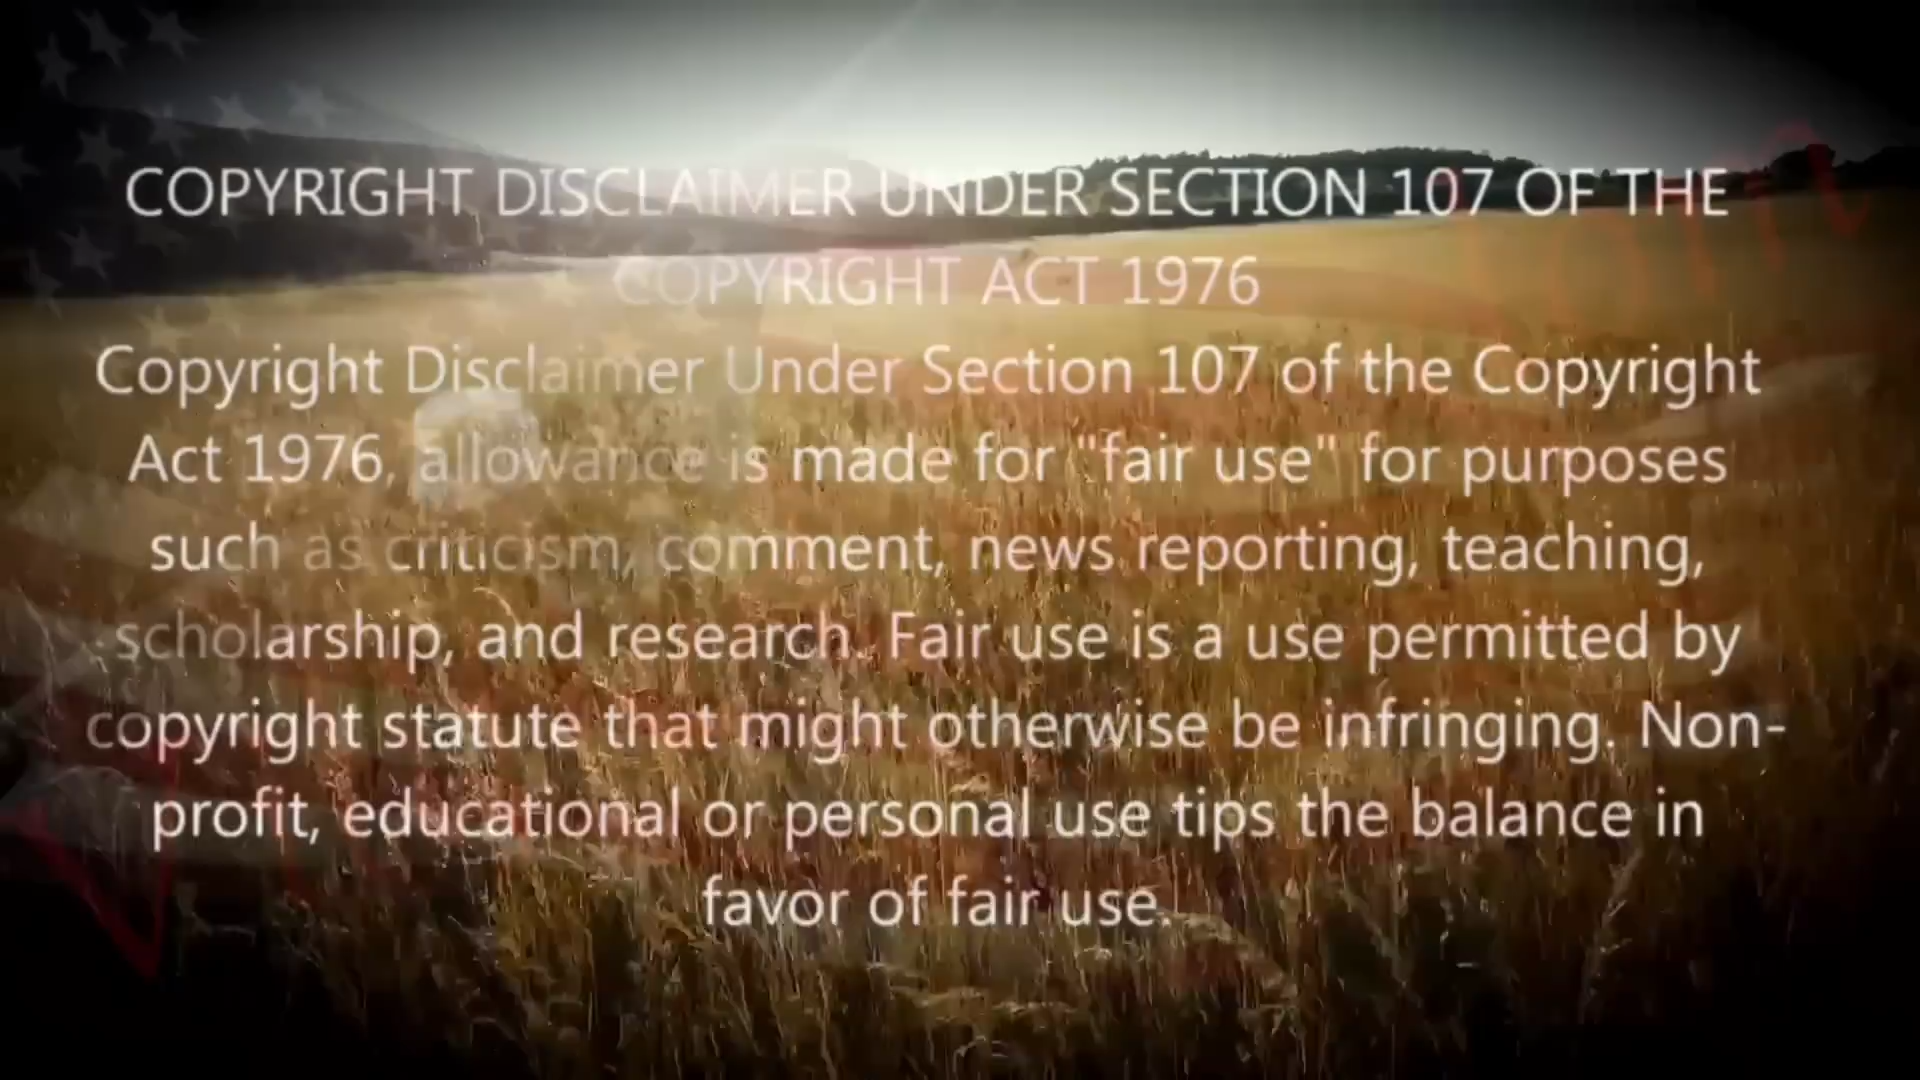 COPYRIGHT DISCLAIMER UNDER SECTION 107 OF THE
COPYRIGHT ACT 1976
Copyright Disclaimer Under Section 107 of the Copyright
Act 1976, allowance is made for "fair use" for purposes
such as criticism, comment, news reporting, teaching,
scholarship, and research. Fair use is a use permitted by
copyright statute that might otherwise be infringing. Non-
profit, educational or personal use tips the balance in
favor of fair use.